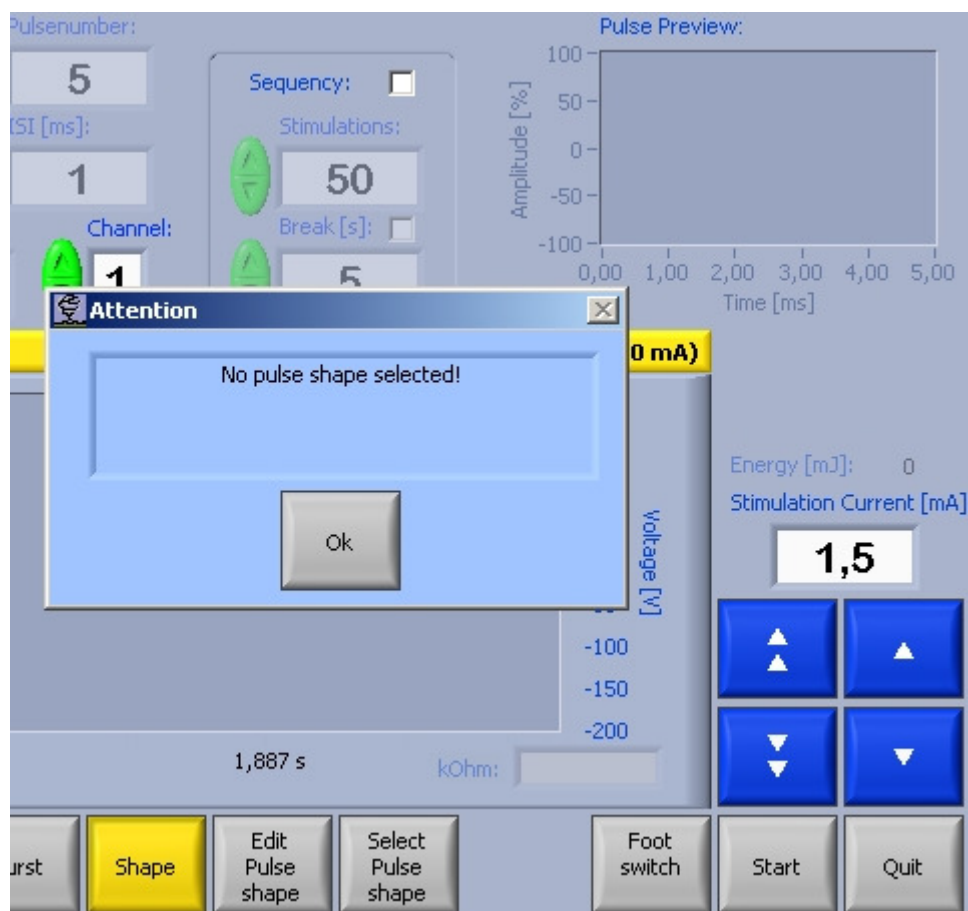 Pulsenumber:
5
ISI [ms]:
1
Channel:
1
Sequency:
Stimulations:
50
Break [s]:
5
Pulse Preview:
Amplitude [%]
100
50
0
-50
-100
0,00 1,00 2,00 3,00 4,00 5,00
Time [ms]
Attention
No pulse shape selected!
Ok
0 mA)
Voltage [V]
-100
-150
-200
1,887 s
kOhm:
Energy [mJ]: 0
Stimulation Current [mA]
1,5
Shape
Edit
Pulse
shape
Select
Pulse
shape
Foot
switch
Start
Quit